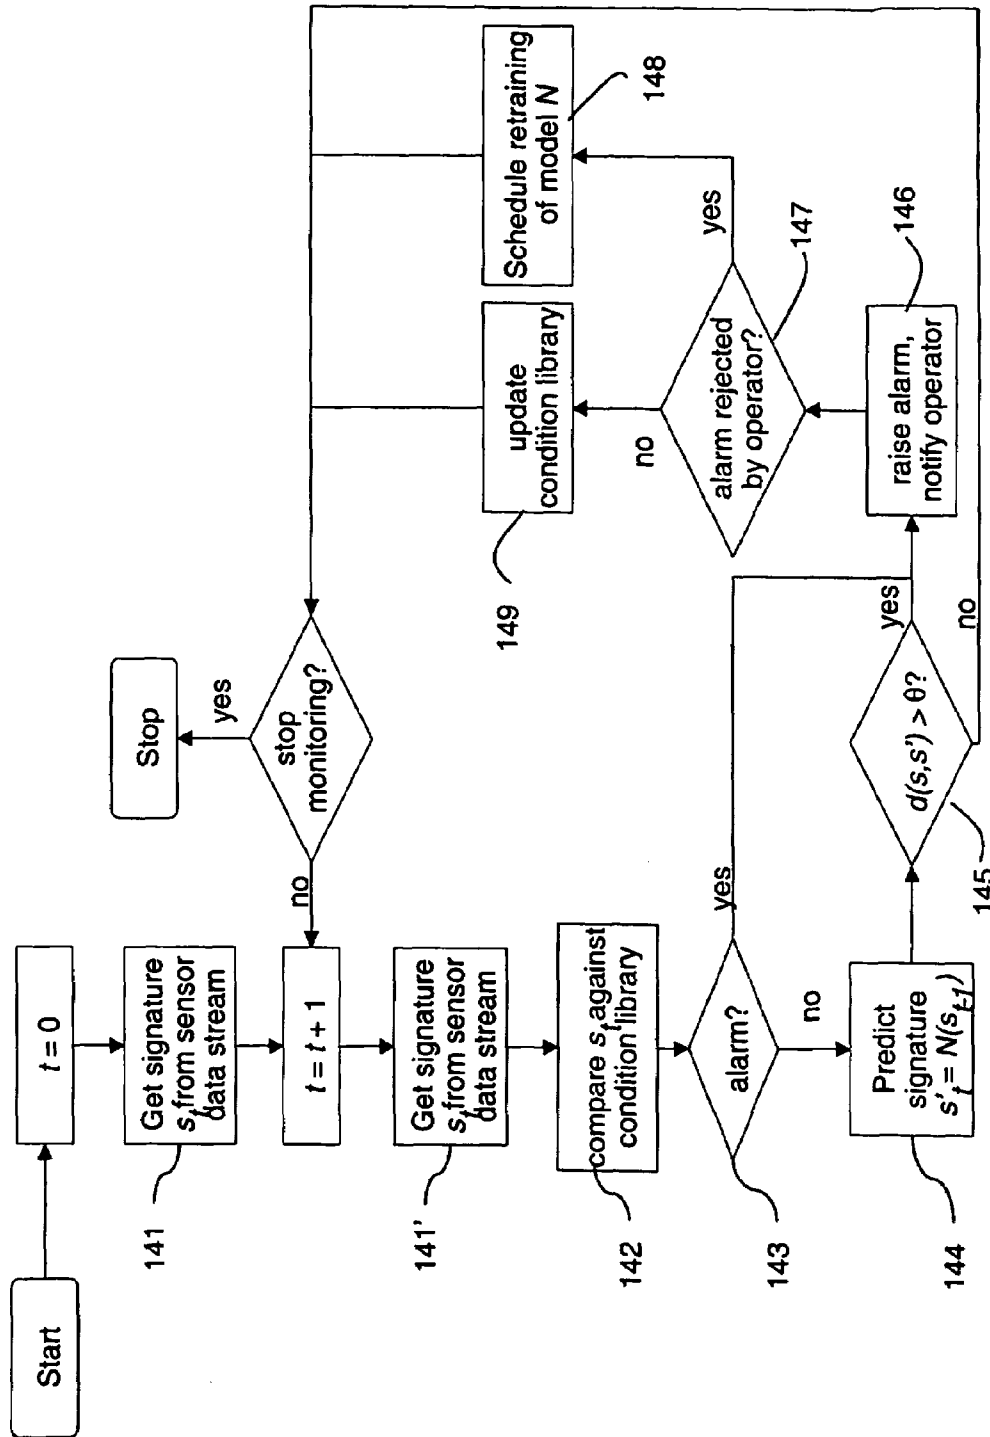 Start
t = 0
Get signature
s_t from sensor
data stream
141
t = t + 1
Get signature
s_t from sensor
data stream
141'
compare s_t against
condition library
142
alarm?
143
yes
no
Predict
signature
s'_t = N(s_{t-1})
144
d(s,s') > θ?
145
yes
no
raise alarm,
notify operator
146
alarm rejected
by operator?
147
no
yes
update
condition library
149
Schedule retraining
of model N
148
stop
monitoring?
no
yes
Stop